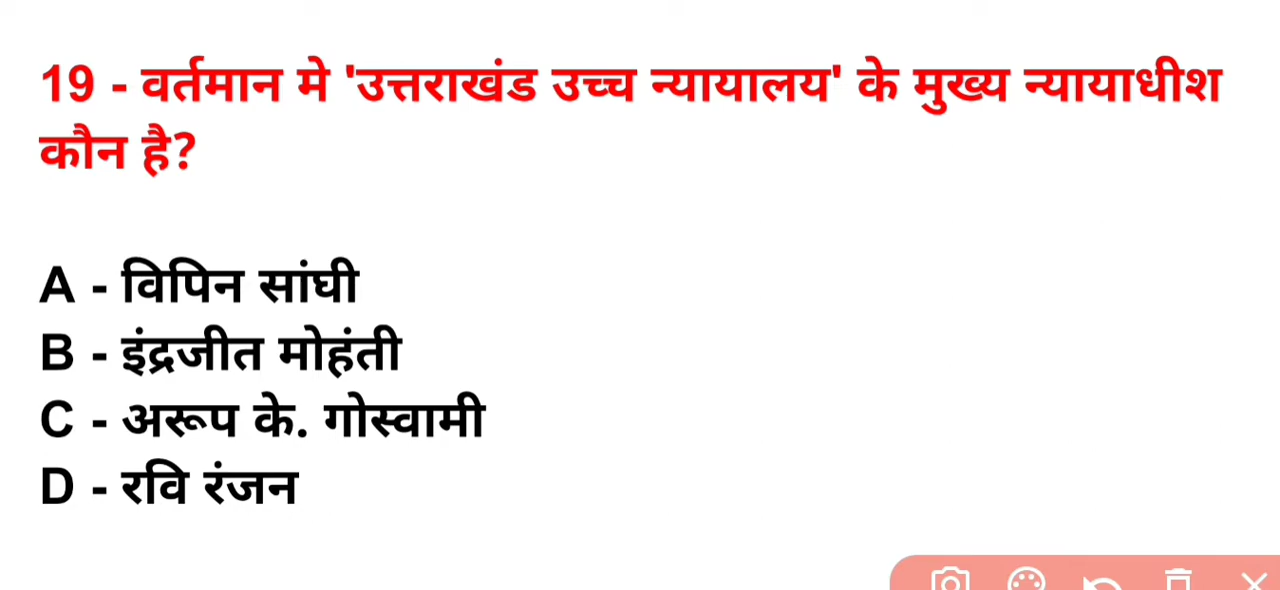 19 - वर्तमान मे 'उत्तराखंड उच्च न्यायालय' के मुख्य न्यायाधीश
कौन है?
A - विपिन सांघी
B - इंद्रजीत मोहंती
C - अरूप के. गोस्वामी
D - रवि रंजन